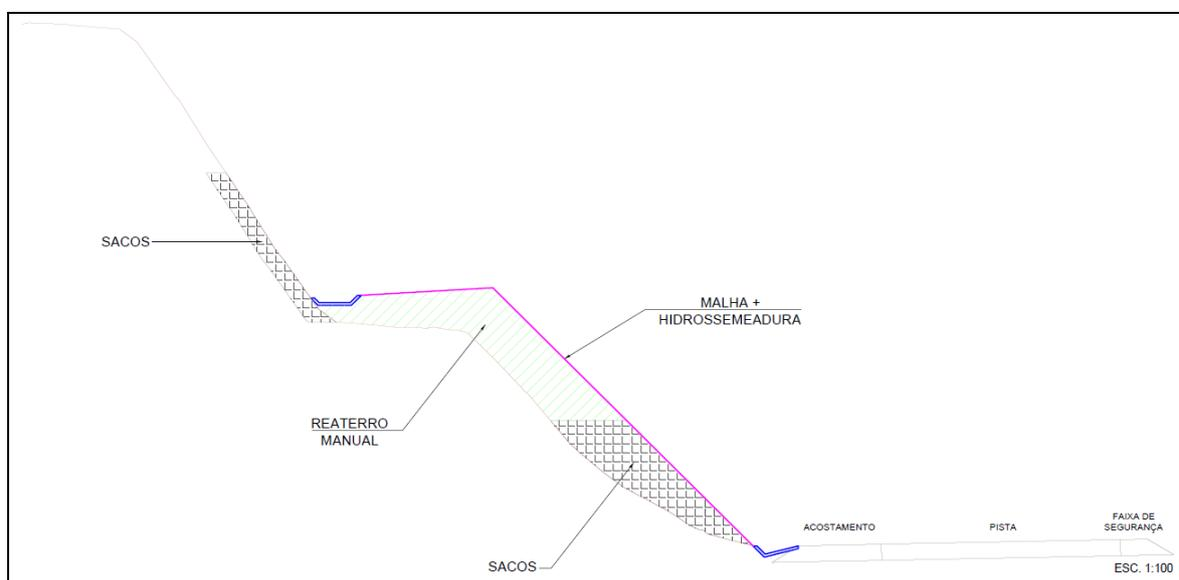 SACOS
MALHA +
HIDROSSEMEADURA
REATERRO
MANUAL
SACOS
ACOSTAMENTO
PISTA
FAIXA DE
SEGURANÇA
ESC. 1:100